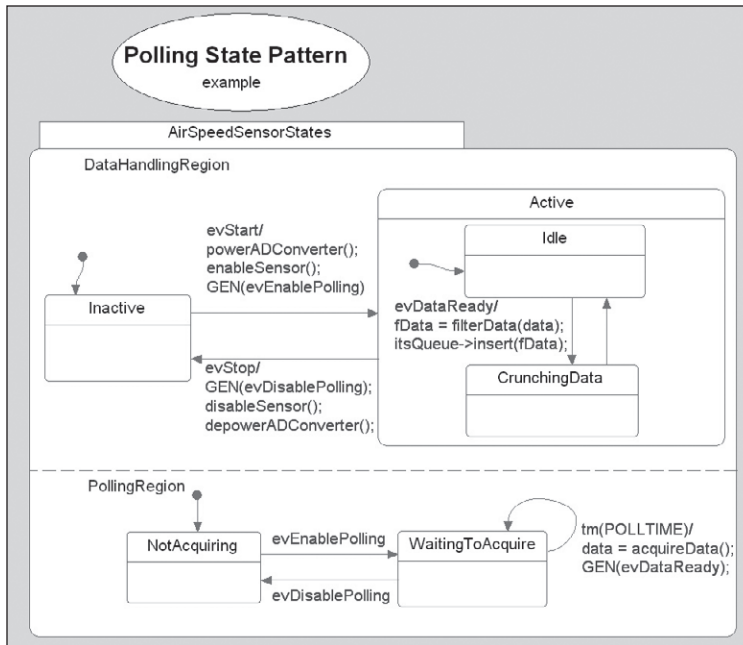 Polling State Pattern
example
AirSpeedSensorStates
DataHandlingRegion
Active
evStart/
powerADConverter();
enableSensor();
GEN(evEnablePolling)
Idle
Inactive
evDataReady/
fData = filterData(data);
itsQueue->insert(fData);
evStop/
GEN(evDisablePolling);
disableSensor();
depowerADConverter();
CrunchingData
PollingRegion
NotAcquiring
evEnablePolling
WaitingToAcquire
tm(POLLTIME)/
data = acquireData();
GEN(evDataReady);
evDisablePolling